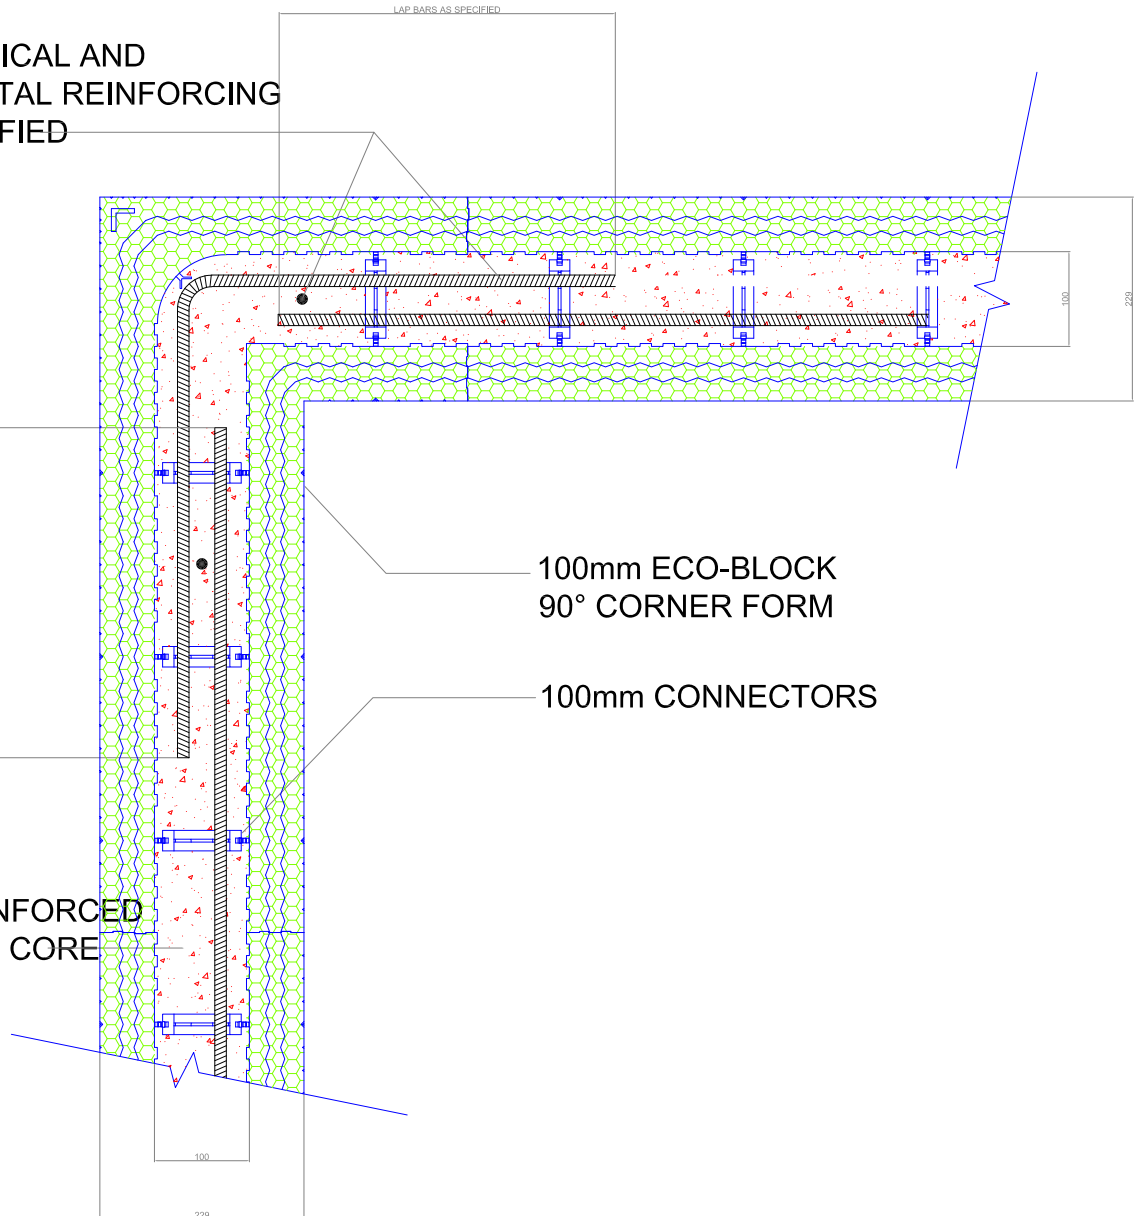 LAP BARS AS SPECIFIED
ICAL AND
TAL REINFORCING
FIED
100
229
100mm ECO-BLOCK
90° CORNER FORM
100mm CONNECTORS
NFORCED
CORE
100
229